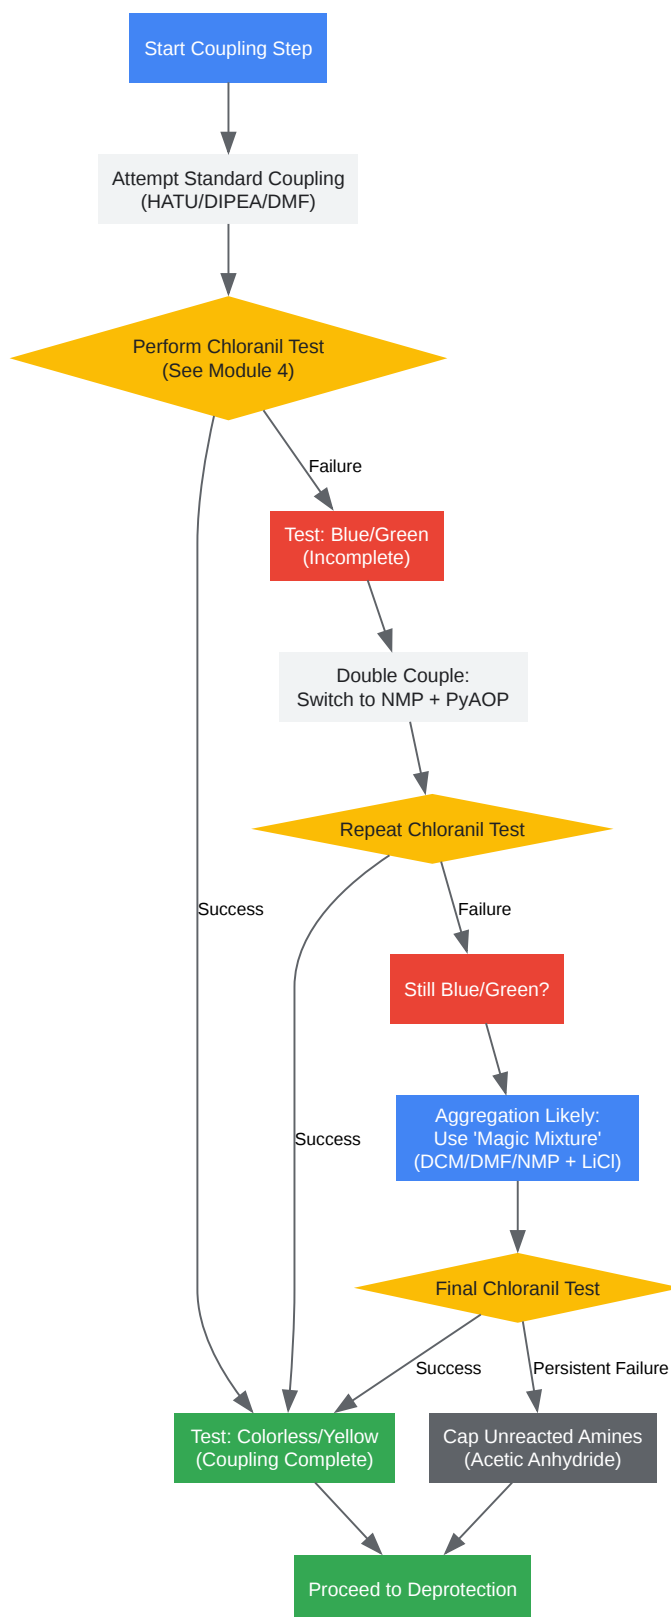 Start Coupling Step
Attempt Standard Coupling
(HATU/DIPEA/DMF)
Perform Chloranil Test
(See Module 4)
Failure
Test: Blue/Green
(Incomplete)
Double Couple:
Switch to NMP + PyAOP
Repeat Chloranil Test
Success
Failure
Still Blue/Green?
Aggregation Likely:
Use 'Magic Mixture'
(DCM/DMF/NMP + LiCl)
Success
Final Chloranil Test
Success
Persistent Failure
Test: Colorless/Yellow
(Coupling Complete)
Cap Unreacted Amines
(Acetic Anhydride)
Proceed to Deprotection